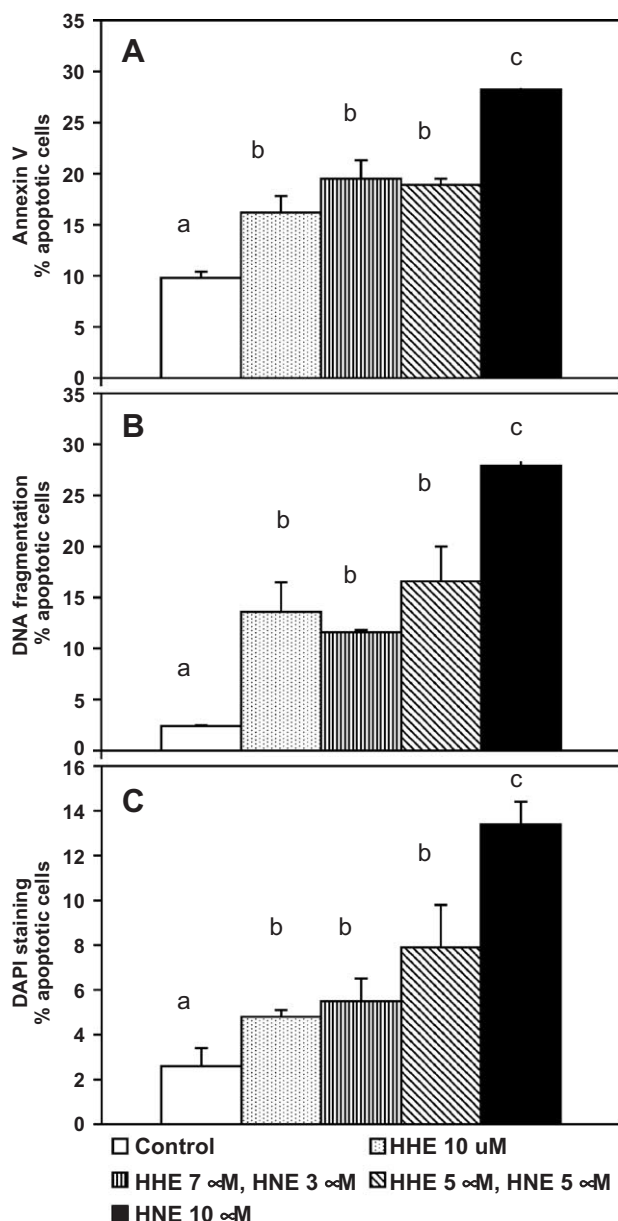 A
Annexin V
% apoptotic cells
35
30
25
20
15
10
5
0
a
b
b
b
c
B
DNA fragmentation
% apoptotic cells
35
30
25
20
15
10
5
0
a
b
b
b
c
C
DAPI staining
% apoptotic cells
16
14
12
10
8
6
4
2
0
a
b
b
b
c
Control
HHE 10 uM
HHE 7 ∝M, HNE 3 ∝M
HHE 5 ∝M, HNE 5 ∝M
HNE 10 ∝M